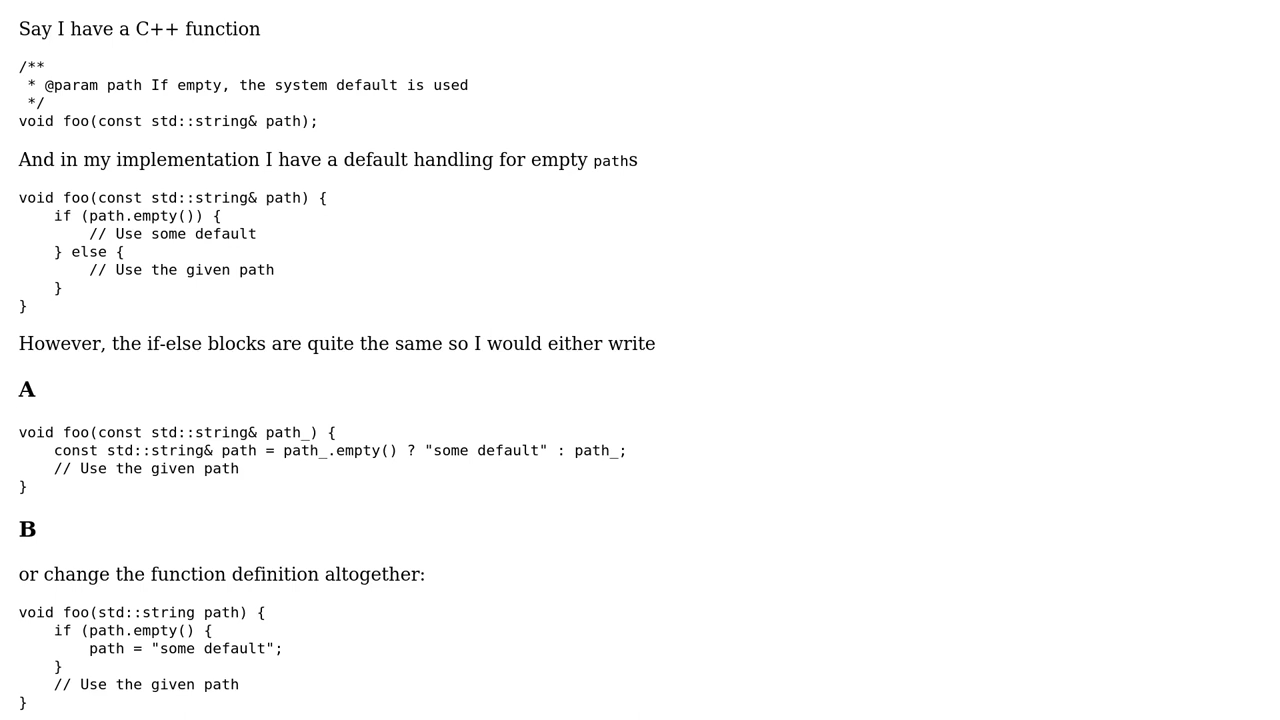 Say I have a C++ function
/**
 * @param path If empty, the system default is used
 */
void foo(const std::string& path);
And in my implementation I have a default handling for empty paths
void foo(const std::string& path) {
    if (path.empty()) {
        // Use some default
    } else {
        // Use the given path
    }
}
However, the if-else blocks are quite the same so I would either write
A
void foo(const std::string& path_) {
    const std::string& path = path_.empty() ? "some default" : path_;
    // Use the given path
}
B
or change the function definition altogether:
void foo(std::string path) {
    if (path.empty() {
        path = "some default";
    }
    // Use the given path
}